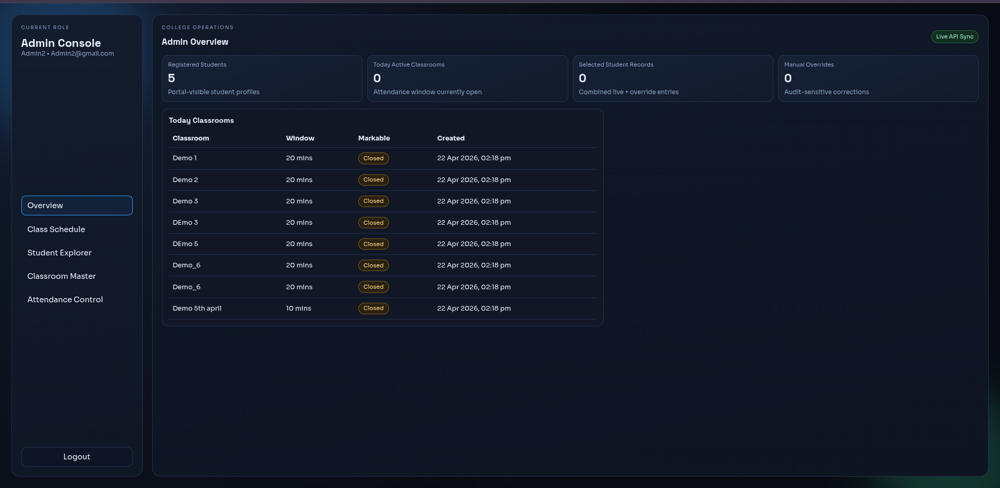 CURRENT ROLE
Admin Console
Admin2 • Admin2@gmail.com
Overview
Class Schedule
Student Explorer
Classroom Master
Attendance Control
Logout
COLLEGE OPERATIONS
Admin Overview
Live API Sync
Registered Students
5
Portal-visible student profiles
Today Active Classrooms
0
Attendance window currently open
Selected Student Records
0
Combined live + override entries
Manual Overrides
0
Audit-sensitive corrections
Today Classrooms
Classroom Window Markable Created
Demo 1 20 mins Closed 22 Apr 2026, 02:18 pm
Demo 2 20 mins Closed 22 Apr 2026, 02:18 pm
Demo 3 20 mins Closed 22 Apr 2026, 02:18 pm
DEmo 3 20 mins Closed 22 Apr 2026, 02:18 pm
DEmo 5 20 mins Closed 22 Apr 2026, 02:18 pm
Demo_6 20 mins Closed 22 Apr 2026, 02:18 pm
Demo_6 20 mins Closed 22 Apr 2026, 02:18 pm
Demo 5th april 10 mins Closed 22 Apr 2026, 02:18 pm